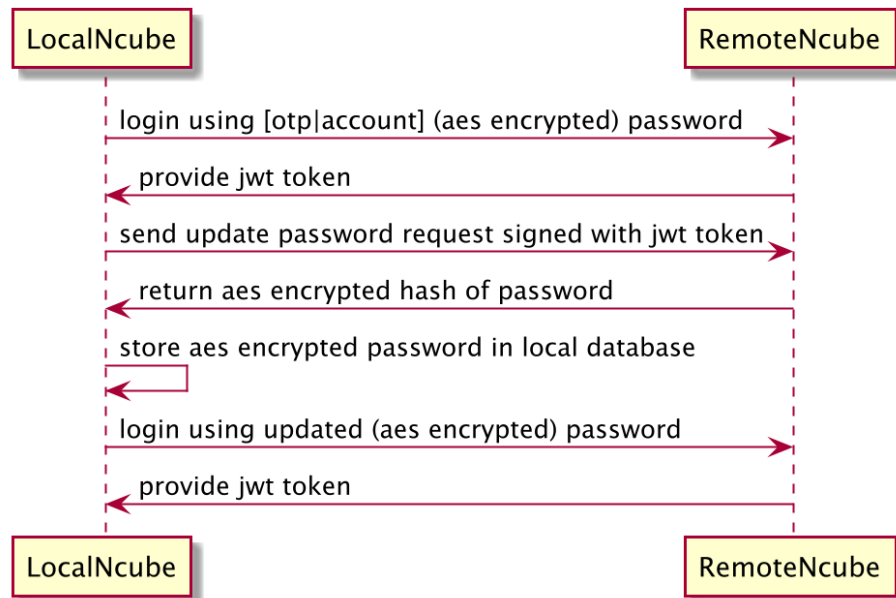 LocalNcube
RemoteNcube
login using [otp|account] (aes encrypted) password
provide jwt token
send update password request signed with jwt token
return aes encrypted hash of password
store aes encrypted password in local database
login using updated (aes encrypted) password
provide jwt token
LocalNcube
RemoteNcube